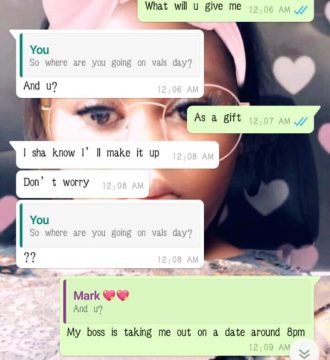 What will u give me 12:06 AM
You
So where are you going on vals day?
And u? 12:06 AM
As a gift 12:07 AM
I sha know I'll make it up 12:08 AM
Don't worry 12:08 AM
You
So where are you going on vals day?
?? 12:08 AM
Mark 💖💖
And u?
My boss is taking me out on a date around 8pm
12:09 AM